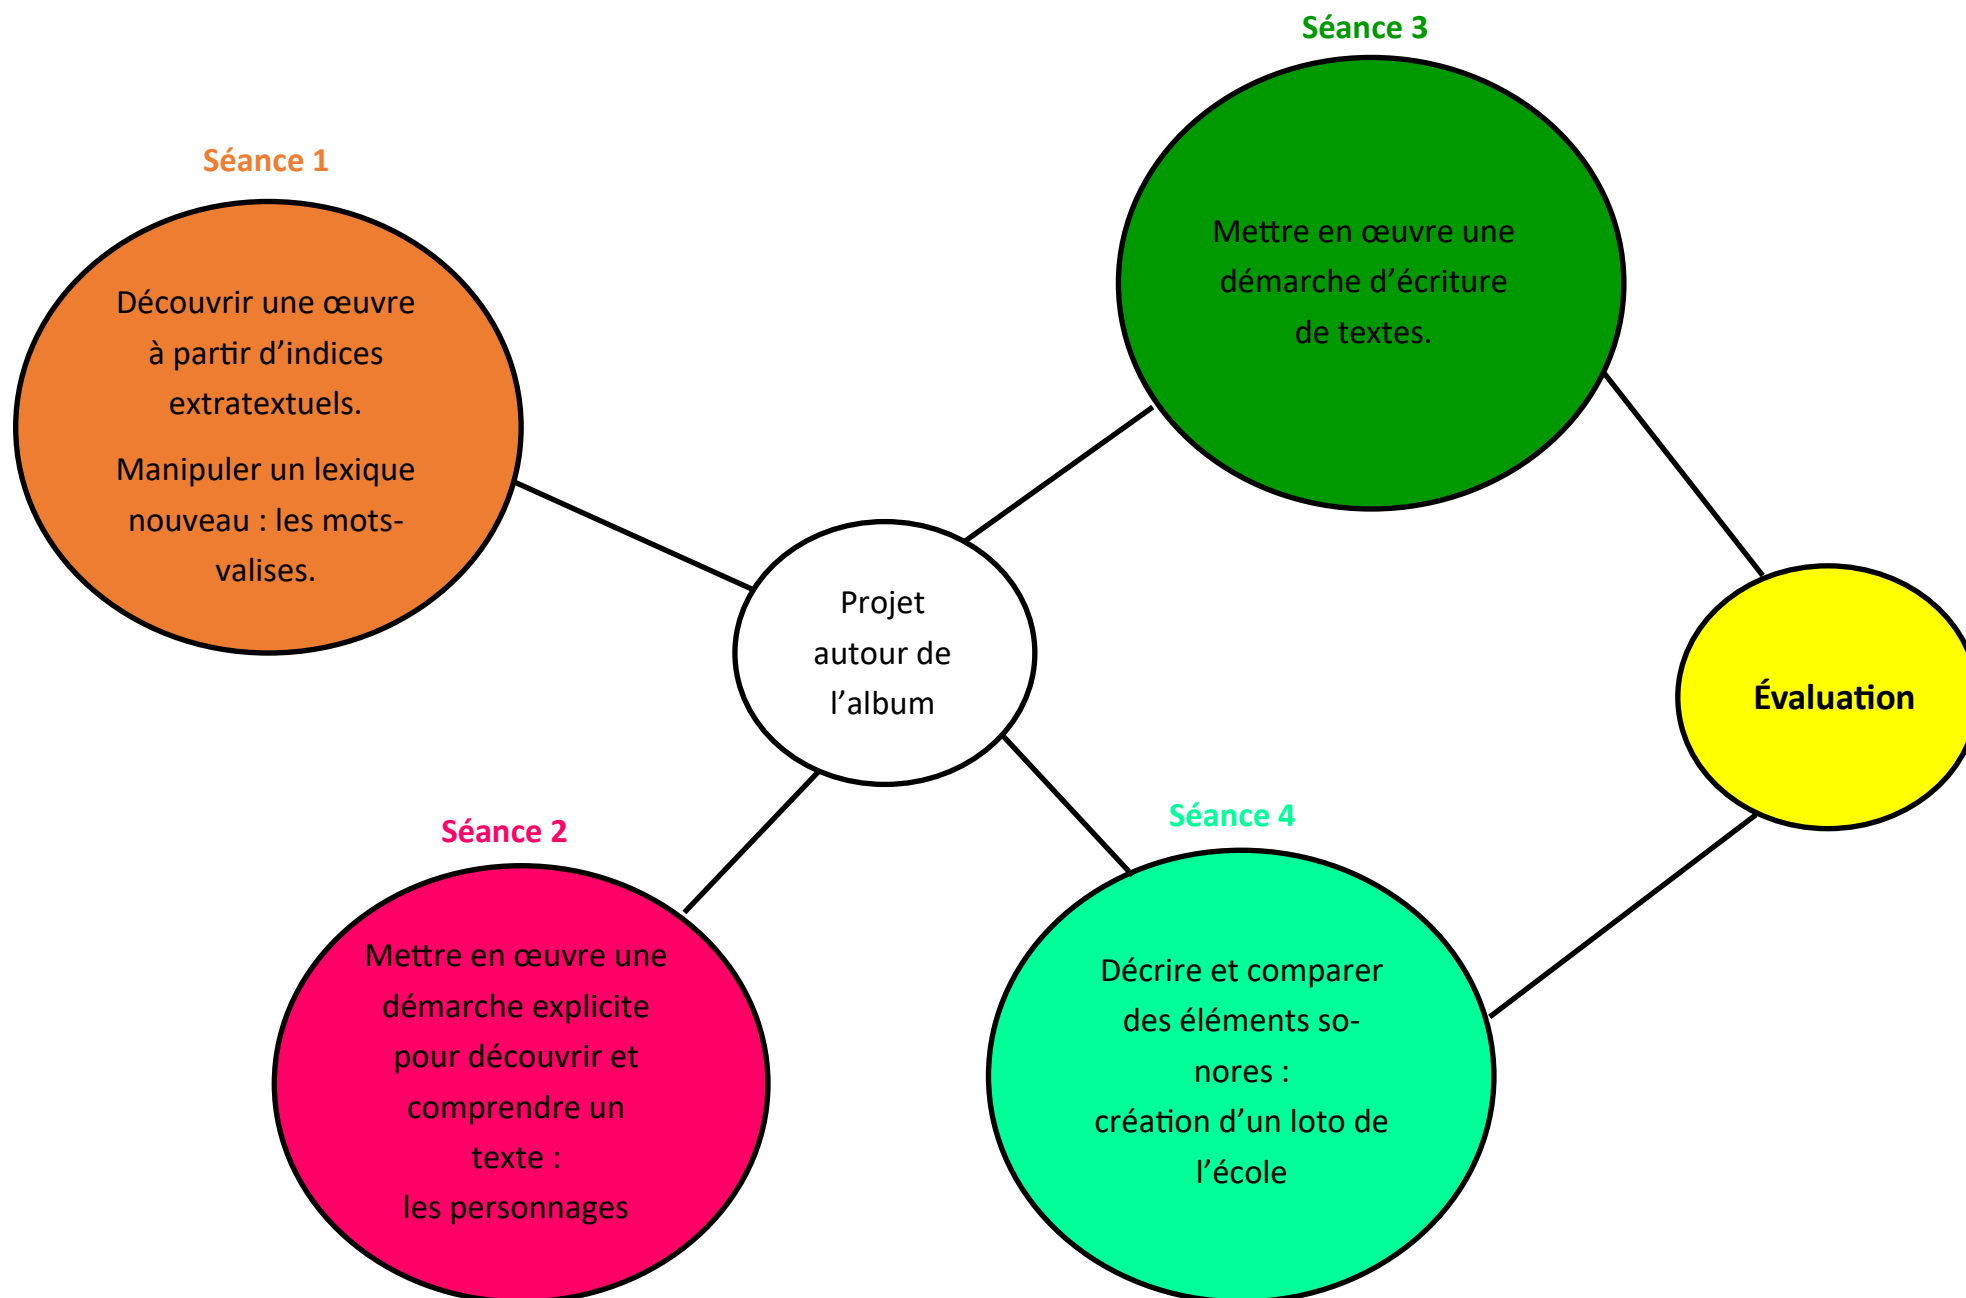 Séance 1
Découvrir une œuvre
à partir d’indices
extratextuels.
Manipuler un lexique
nouveau : les mots-
valises.
Séance 2
Mettre en œuvre une
démarche explicite
pour découvrir et
comprendre un
texte :
les personnages
Projet
autour de
l’album
Séance 3
Mettre en œuvre une
démarche d’écriture
de textes.
Séance 4
Décrire et comparer
des éléments so-
nores :
création d’un loto de
l’école
Évaluation